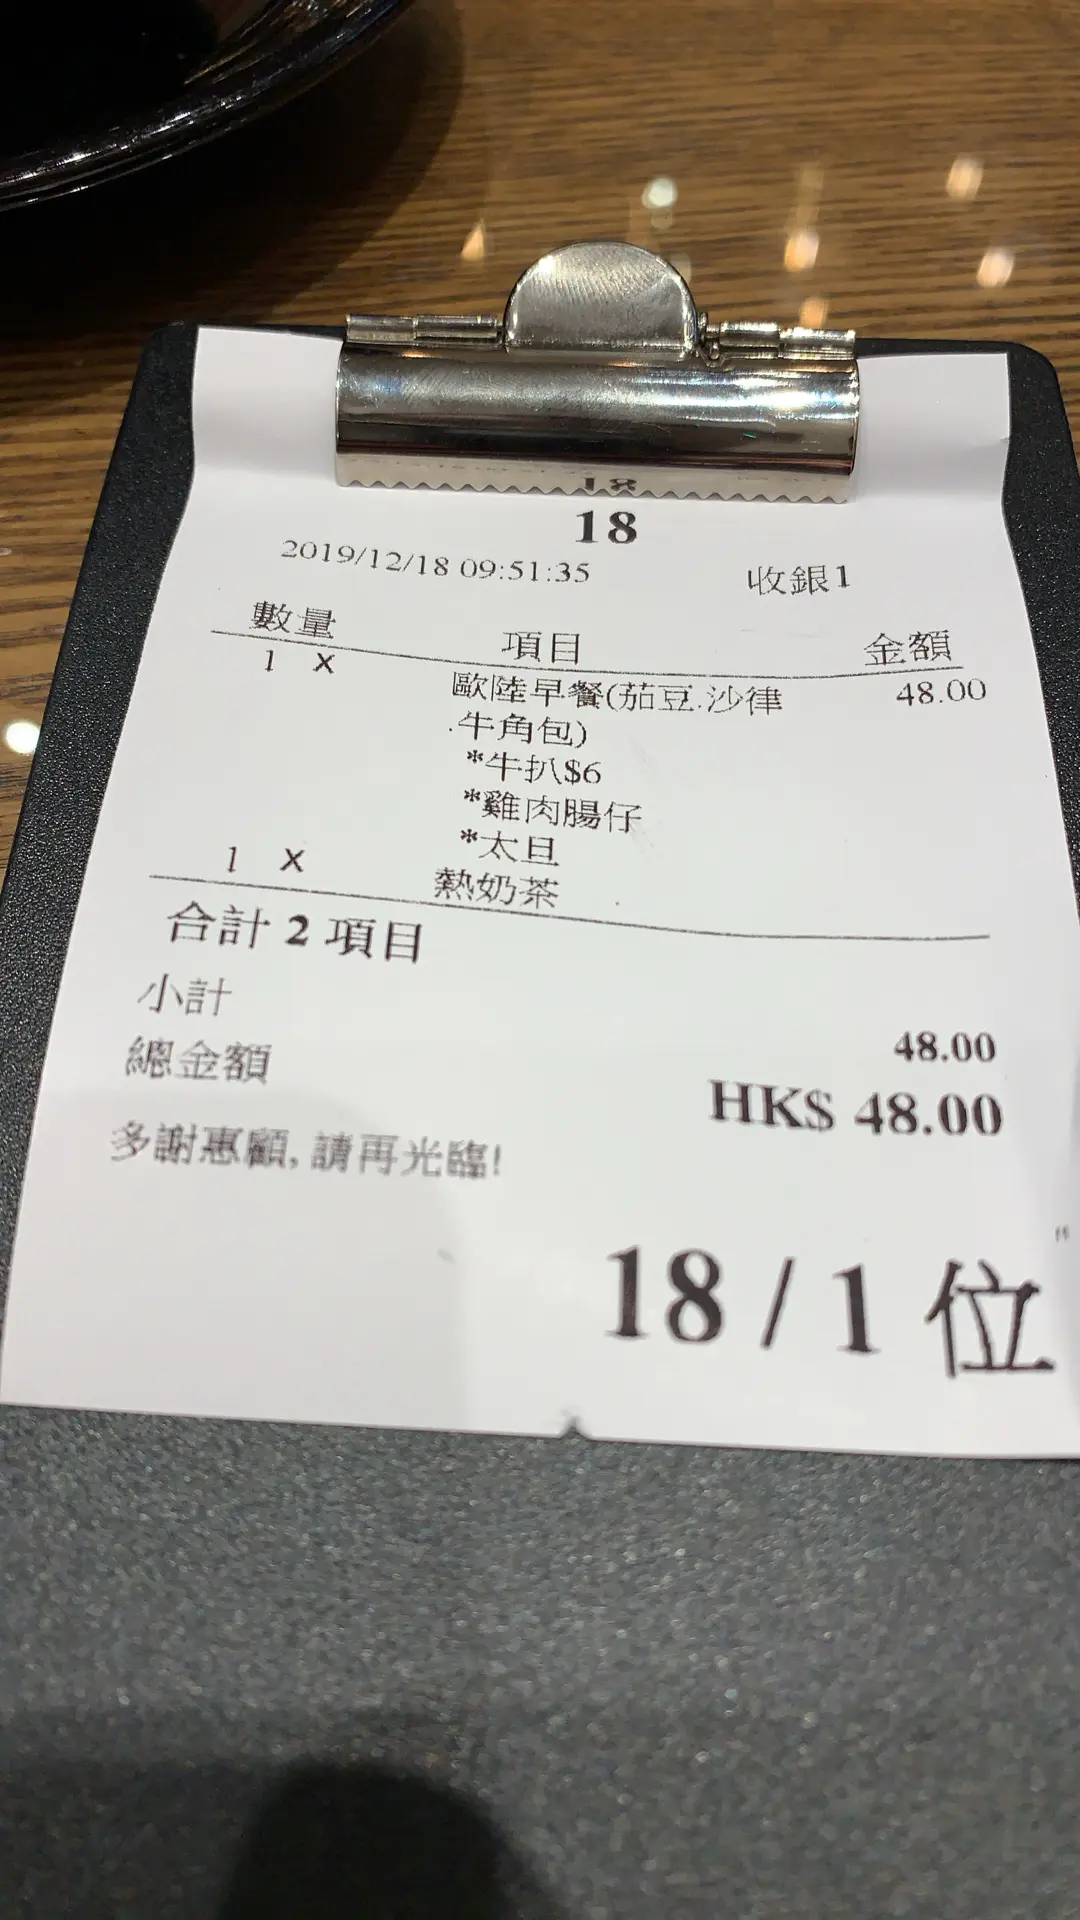 18
2019/12/18 09:51:35 收銀1
數量 項目 金額
1 X 歐陸早餐(茄豆.沙律 48.00
.牛角包)
*牛扒$6
*雞肉腸仔
*太旦
1 X 熱奶茶
合計 2 項目
小計 48.00
總金額 HK$ 48.00
多謝惠顧, 請再光臨!
18 / 1 位